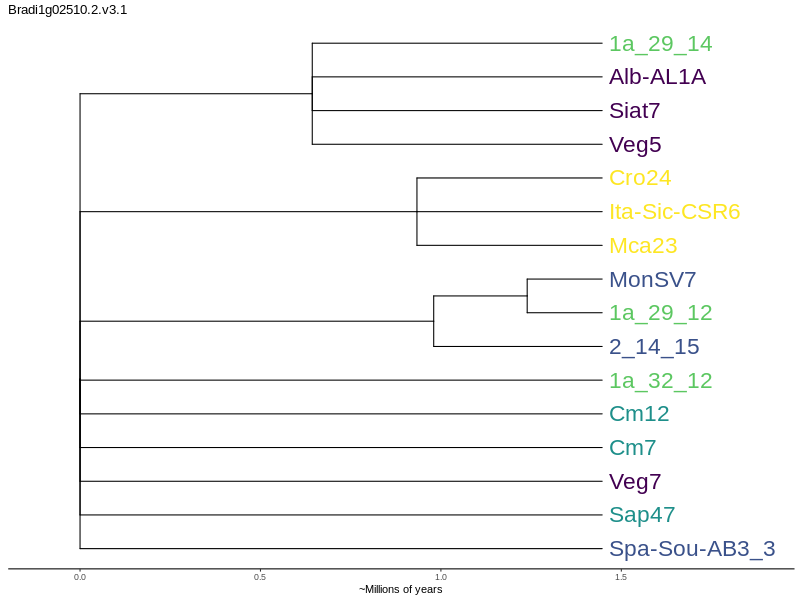 Bradi1g02510.2.v3.1
1a_29_14
Alb-AL1A
Siat7
Veg5
Cro24
Ita-Sic-CSR6
Mca23
MonSV7
1a_29_12
2_14_15
1a_32_12
Cm12
Cm7
Veg7
Sap47
Spa-Sou-AB3_3
0.0 0.5 1.0 1.5
~Millions of years